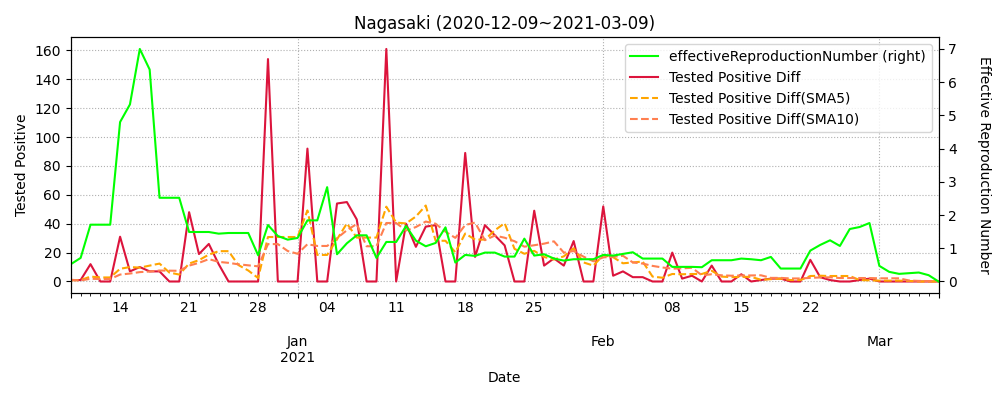 Nagasaki (2020-12-09~2021-03-09)
effectiveReproductionNumber (right)
Tested Positive Diff
Tested Positive Diff(SMA5)
Tested Positive Diff(SMA10)
Tested Positive
160
140
120
100
80
60
40
20
0
7
6
5
4
3
2
1
0
Effective Reproduction Number
14
21
28
04
11
18
25
08
15
22
Jan
2021
Feb
Mar
Date